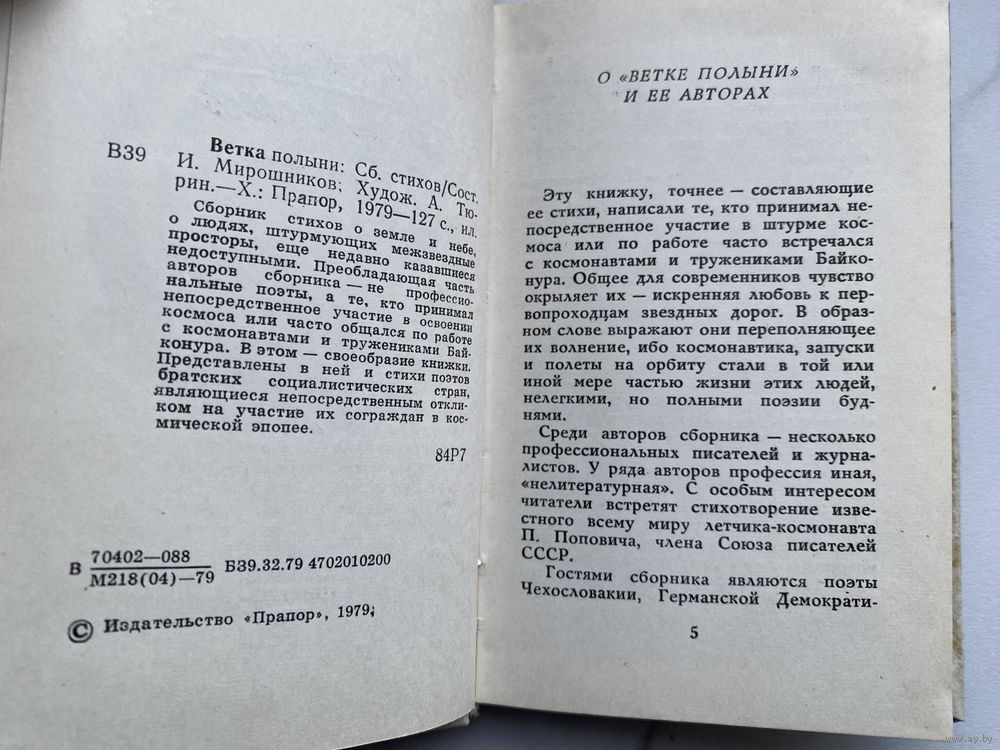 В39
Ветка полыни: Сб. стихов/Сост.
И. Мирошников; Худож. А. Тю-
рин.—Х.: Прапор, 1979—127 с., ил.
Сборник стихов о земле и небе,
о людях, штурмующих межзвездные
просторы, еще недавно казавшиеся
недоступными. Преобладающая часть
авторов сборника — не профессио-
нальные поэты, а те, кто принимал
непосредственное участие в освоении
космоса или часто общался по работе
с космонавтами и тружениками Бай-
конура. В этом — своеобразие книжки.
Представлены в ней и стихи поэтов
братских социалистических стран,
являющиеся непосредственным откли-
ком на участие их сограждан в кос-
мической эпопее.
84Р7
В 70402—088
М218(04)—79
Б39.32.79 4702010200
© Издательство «Прапор», 1979;
О «ВЕТКЕ ПОЛЫНИ»
И ЕЕ АВТОРАХ
Эту книжку, точнее — составляющие
ее стихи, написали те, кто принимал не-
посредственное участие в штурме кос-
моса или по работе часто встречался
с космонавтами и тружениками Байко-
нура. Общее для современников чувство
окрыляет их — искренняя любовь к пер-
вопроходцам звездных дорог. В образ-
ном слове выражают они переполняющее
их волнение, ибо космонавтика, запуски
и полеты на орбиту стали в той или
иной мере частью жизни этих людей,
нелегкими, но полными поэзии буд-
нями.
Среди авторов сборника — несколько
профессиональных писателей и журна-
листов. У ряда авторов профессия иная,
«нелитературная». С особым интересом
читатели встретят стихотворение извес-
тного всему миру летчика-космонавта
П. Поповича, члена Союза писателей
СССР.
Гостями сборника являются поэты
Чехословакии, Германской Демократи-
5
www.ay.by